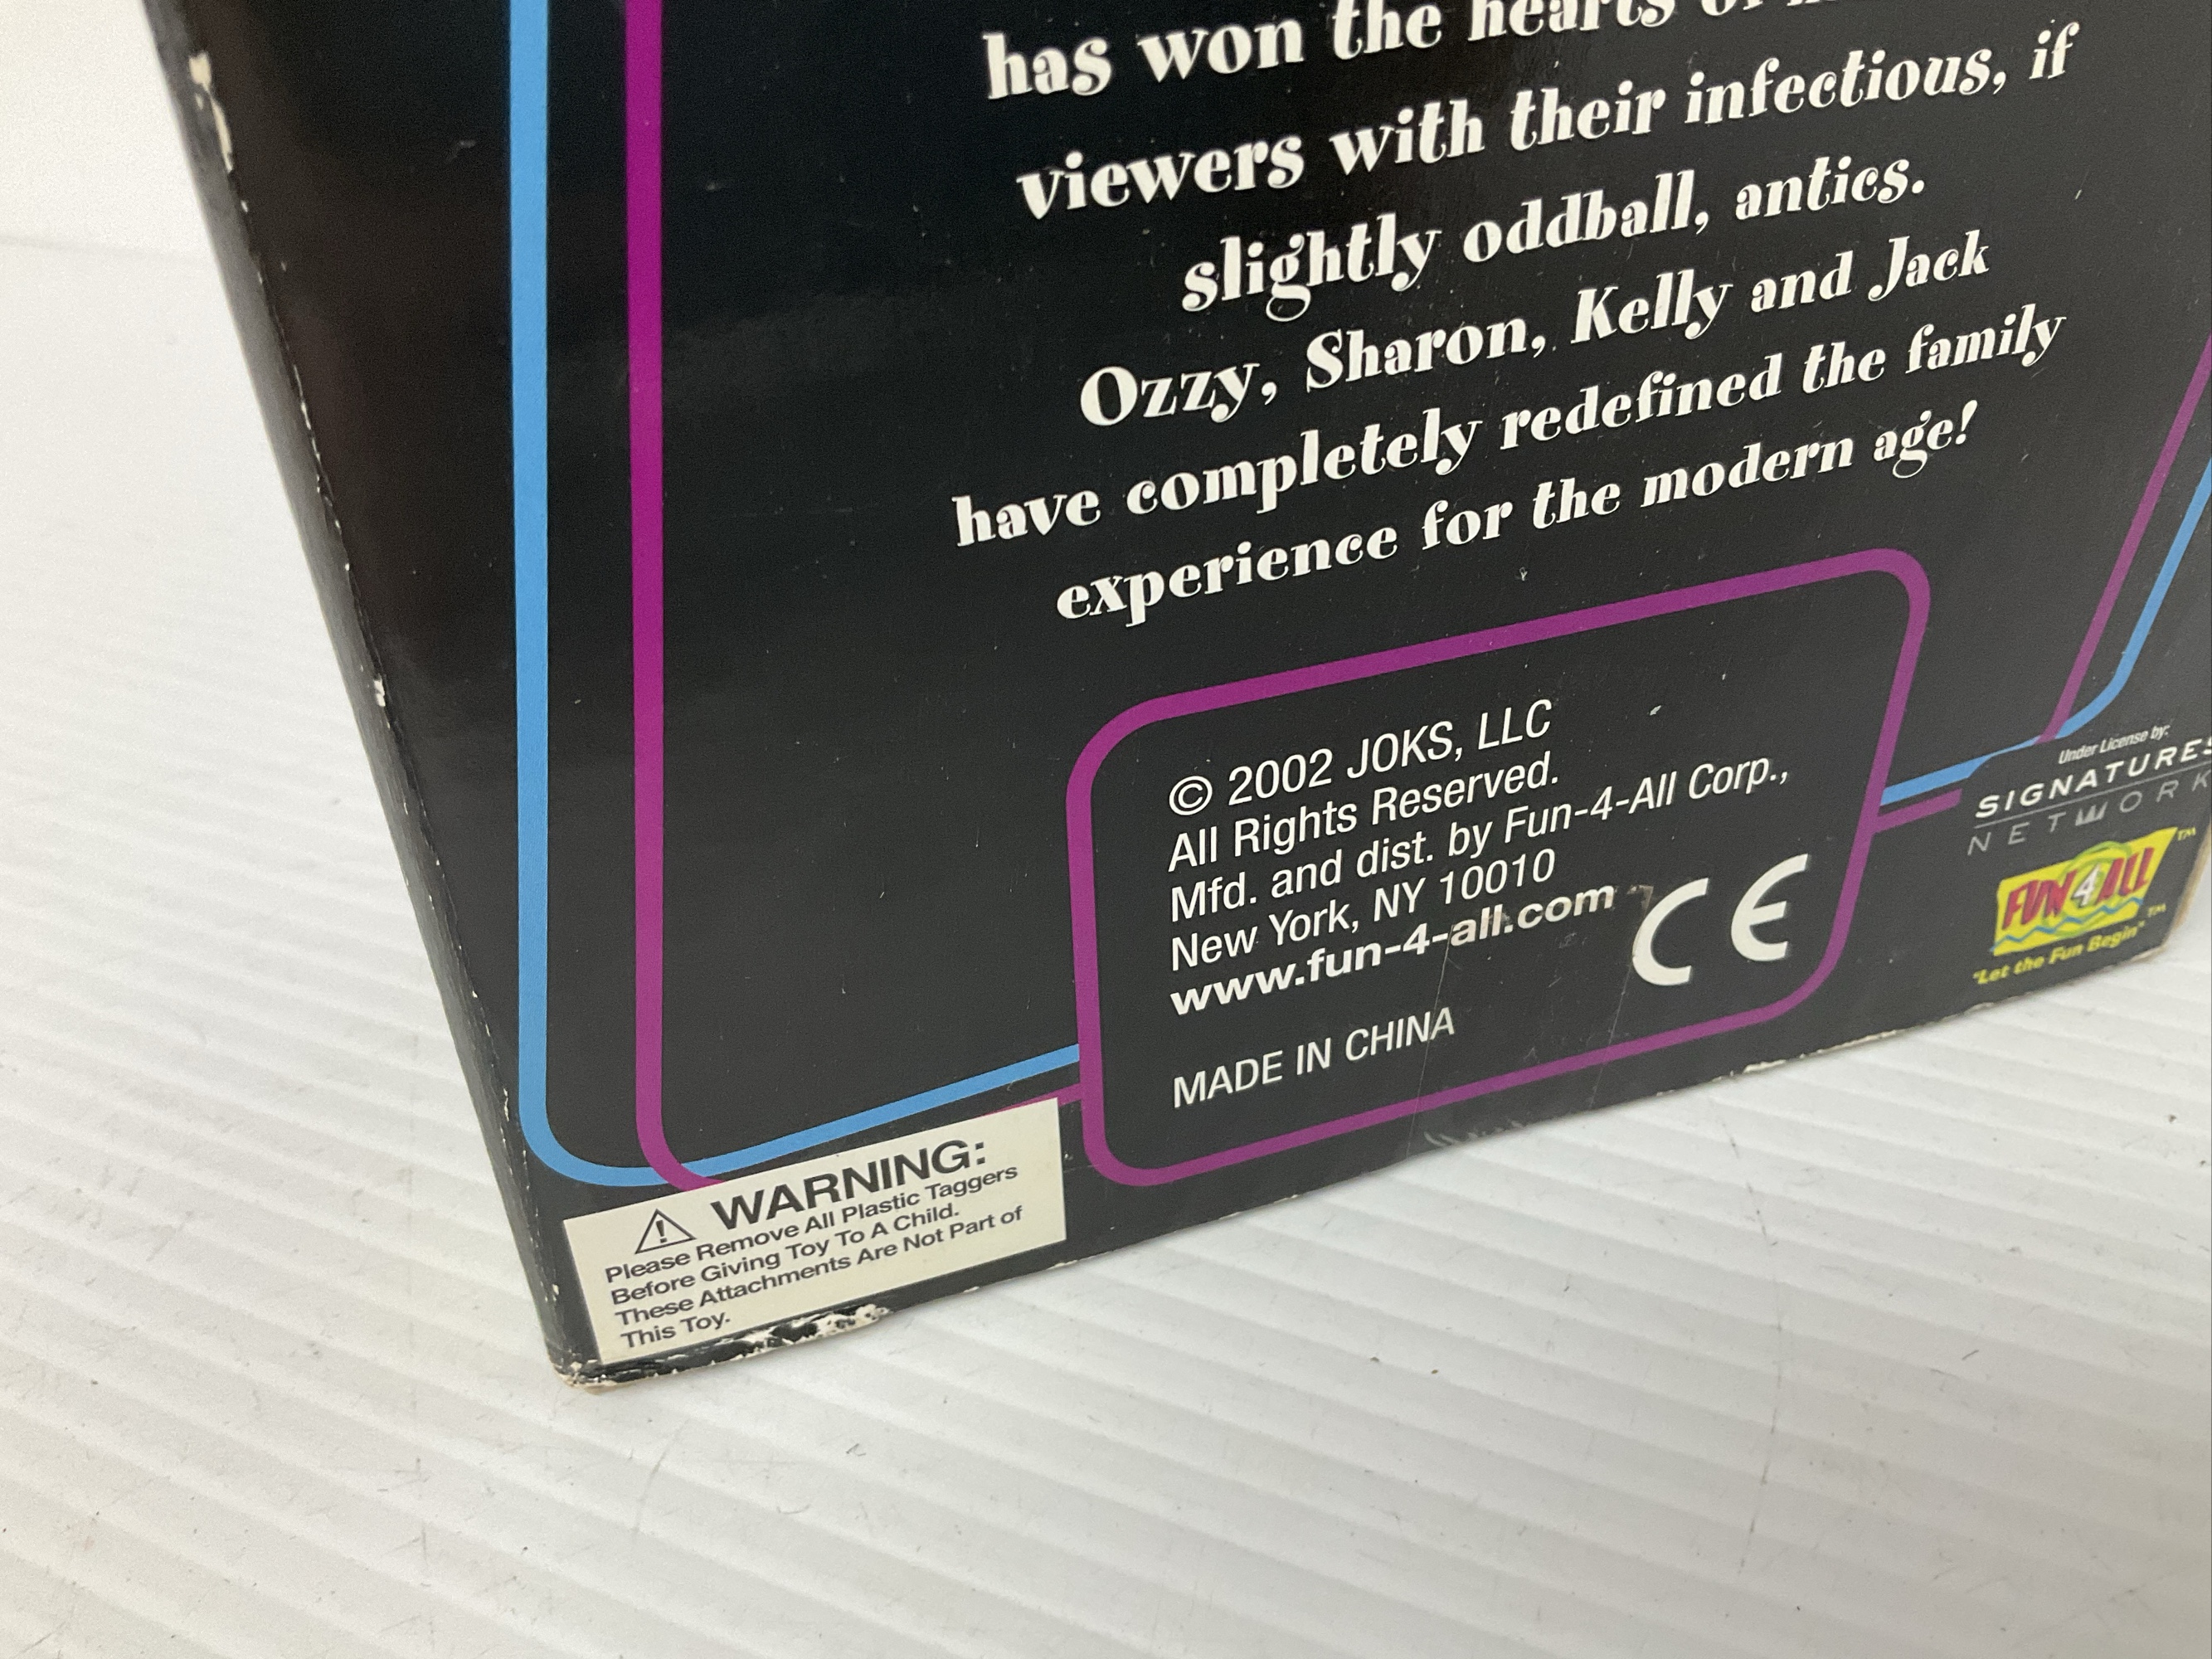 has won the hearts of
viewers with their infectious, if
slightly oddball, antics.
Ozzy, Sharon, Kelly and Jack
have completely redefined the family
experience for the modern age!
© 2002 JOKS, LLC
All Rights Reserved.
Mfd. and dist. by Fun-4-All Corp.,
New York, NY 10010
www.fun-4-all.com
CE
MADE IN CHINA
Under License by:
SIGNATURES
NETWORK
FUN 4 ALL ™
"Let the Fun Begin"™
⚠ WARNING:
Please Remove All Plastic Taggers
Before Giving Toy To A Child.
These Attachments Are Not Part of
This Toy.